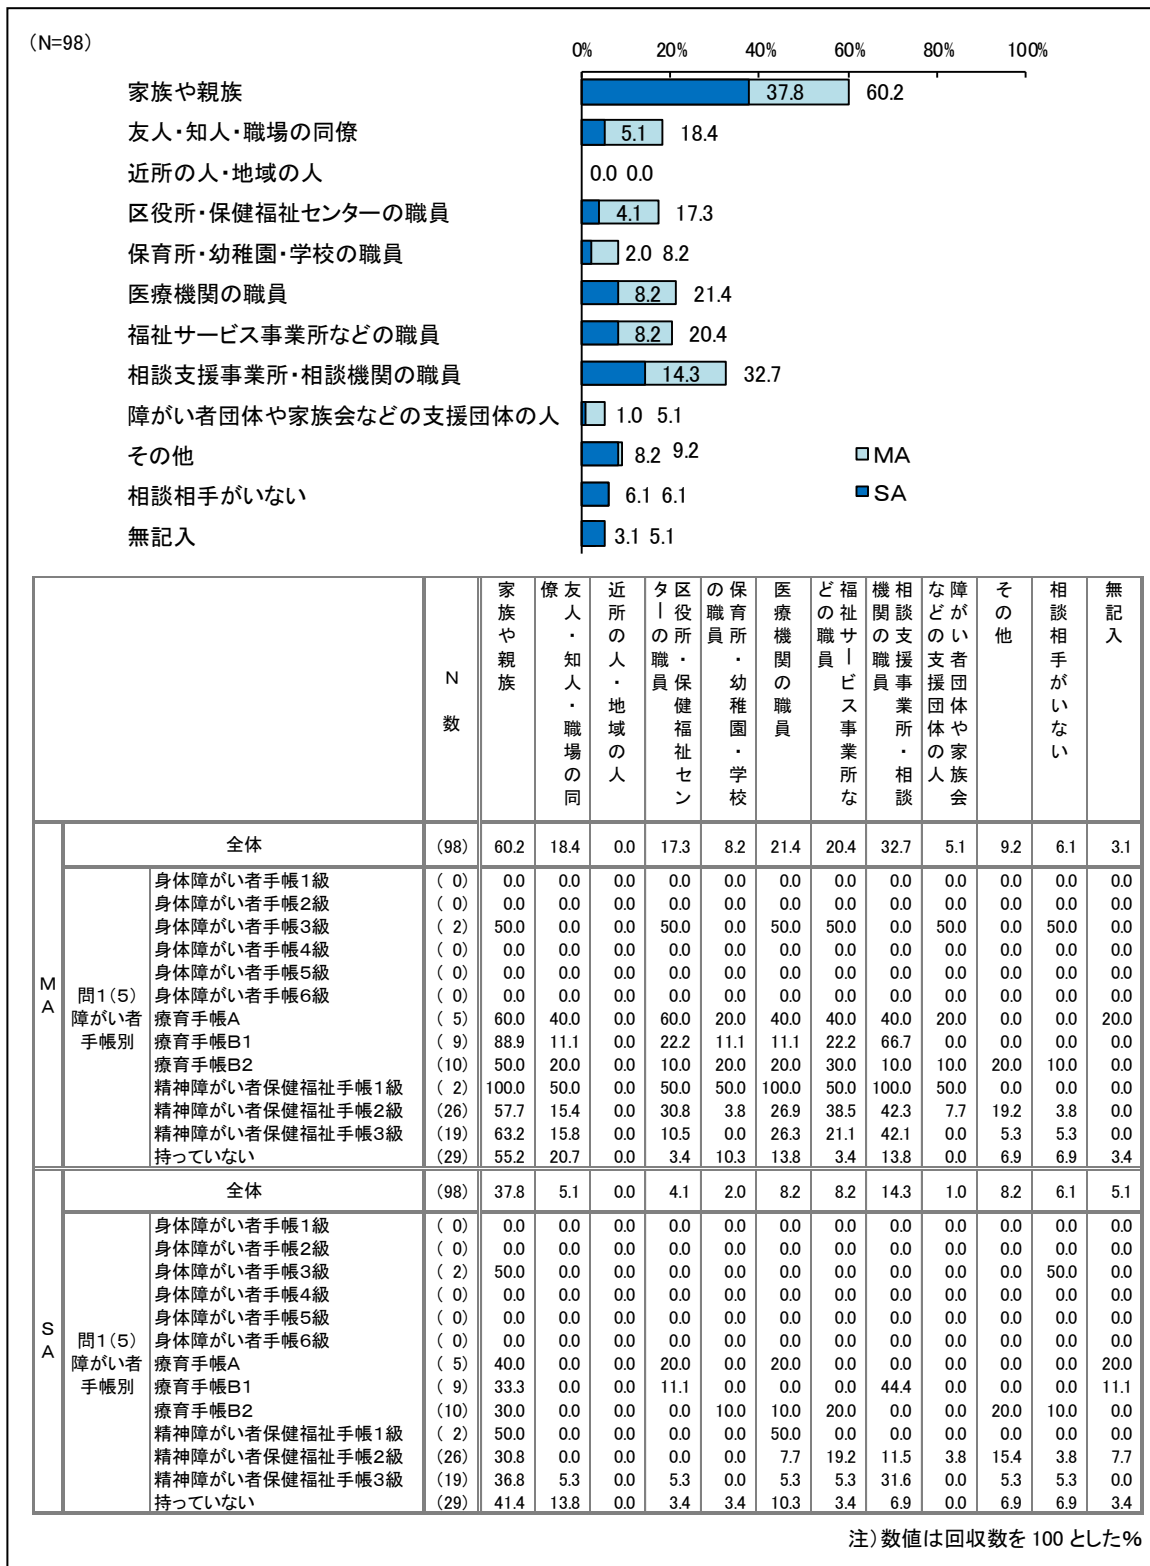 (N=98)
0% 20% 40% 60% 80% 100%
家族や親族 37.8 60.2
友人・知人・職場の同僚 5.1 18.4
近所の人・地域の人 0.0 0.0
区役所・保健福祉センターの職員 4.1 17.3
保育所・幼稚園・学校の職員 2.0 8.2
医療機関の職員 8.2 21.4
福祉サービス事業所などの職員 8.2 20.4
相談支援事業所・相談機関の職員 14.3 32.7
障がい者団体や家族会などの支援団体の人 1.0 5.1
その他 8.2 9.2
MA
相談相手がいない 6.1 6.1
SA
無記入 3.1 5.1
N数
家族や親族
友人・知人・職場の同僚
近所の人・地域の人
区役所・保健福祉センターの職員
保育所・幼稚園・学校の職員
医療機関の職員
福祉サービス事業所などの職員
相談支援事業所・相談機関の職員
障がい者団体や家族会などの支援団体の人
その他
相談相手がいない
無記入
MA
全体 (98) 60.2 18.4 0.0 17.3 8.2 21.4 20.4 32.7 5.1 9.2 6.1 3.1
問1(5)
障がい者
手帳別
身体障がい者手帳1級 ( 0) 0.0 0.0 0.0 0.0 0.0 0.0 0.0 0.0 0.0 0.0 0.0 0.0
身体障がい者手帳2級 ( 0) 0.0 0.0 0.0 0.0 0.0 0.0 0.0 0.0 0.0 0.0 0.0 0.0
身体障がい者手帳3級 ( 2) 50.0 0.0 0.0 50.0 0.0 50.0 50.0 0.0 50.0 0.0 50.0 0.0
身体障がい者手帳4級 ( 0) 0.0 0.0 0.0 0.0 0.0 0.0 0.0 0.0 0.0 0.0 0.0 0.0
身体障がい者手帳5級 ( 0) 0.0 0.0 0.0 0.0 0.0 0.0 0.0 0.0 0.0 0.0 0.0 0.0
身体障がい者手帳6級 ( 0) 0.0 0.0 0.0 0.0 0.0 0.0 0.0 0.0 0.0 0.0 0.0 0.0
療育手帳A ( 5) 60.0 40.0 0.0 60.0 20.0 40.0 40.0 40.0 20.0 0.0 0.0 20.0
療育手帳B1 ( 9) 88.9 11.1 0.0 22.2 11.1 11.1 22.2 66.7 0.0 0.0 0.0 0.0
療育手帳B2 (10) 50.0 20.0 0.0 10.0 20.0 20.0 30.0 10.0 10.0 20.0 10.0 0.0
精神障がい者保健福祉手帳1級 ( 2) 100.0 50.0 0.0 50.0 50.0 100.0 50.0 100.0 50.0 0.0 0.0 0.0
精神障がい者保健福祉手帳2級 (26) 57.7 15.4 0.0 30.8 3.8 26.9 38.5 42.3 7.7 19.2 3.8 0.0
精神障がい者保健福祉手帳3級 (19) 63.2 15.8 0.0 10.5 0.0 26.3 21.1 42.1 0.0 5.3 5.3 0.0
持っていない (29) 55.2 20.7 0.0 3.4 10.3 13.8 3.4 13.8 0.0 6.9 6.9 3.4
SA
全体 (98) 37.8 5.1 0.0 4.1 2.0 8.2 8.2 14.3 1.0 8.2 6.1 5.1
問1(5)
障がい者
手帳別
身体障がい者手帳1級 ( 0) 0.0 0.0 0.0 0.0 0.0 0.0 0.0 0.0 0.0 0.0 0.0 0.0
身体障がい者手帳2級 ( 0) 0.0 0.0 0.0 0.0 0.0 0.0 0.0 0.0 0.0 0.0 0.0 0.0
身体障がい者手帳3級 ( 2) 50.0 0.0 0.0 0.0 0.0 0.0 0.0 0.0 0.0 0.0 50.0 0.0
身体障がい者手帳4級 ( 0) 0.0 0.0 0.0 0.0 0.0 0.0 0.0 0.0 0.0 0.0 0.0 0.0
身体障がい者手帳5級 ( 0) 0.0 0.0 0.0 0.0 0.0 0.0 0.0 0.0 0.0 0.0 0.0 0.0
身体障がい者手帳6級 ( 0) 0.0 0.0 0.0 0.0 0.0 0.0 0.0 0.0 0.0 0.0 0.0 0.0
療育手帳A ( 5) 40.0 0.0 0.0 20.0 0.0 20.0 0.0 0.0 0.0 0.0 0.0 20.0
療育手帳B1 ( 9) 33.3 0.0 0.0 11.1 0.0 0.0 0.0 44.4 0.0 0.0 0.0 11.1
療育手帳B2 (10) 30.0 0.0 0.0 0.0 10.0 10.0 20.0 0.0 0.0 20.0 10.0 0.0
精神障がい者保健福祉手帳1級 ( 2) 50.0 0.0 0.0 0.0 0.0 50.0 0.0 0.0 0.0 0.0 0.0 0.0
精神障がい者保健福祉手帳2級 (26) 30.8 0.0 0.0 0.0 0.0 7.7 19.2 11.5 3.8 15.4 3.8 7.7
精神障がい者保健福祉手帳3級 (19) 36.8 5.3 0.0 5.3 0.0 5.3 5.3 31.6 0.0 5.3 5.3 0.0
持っていない (29) 41.4 13.8 0.0 3.4 3.4 10.3 3.4 6.9 0.0 6.9 6.9 3.4
注)数値は回収数を 100 とした%